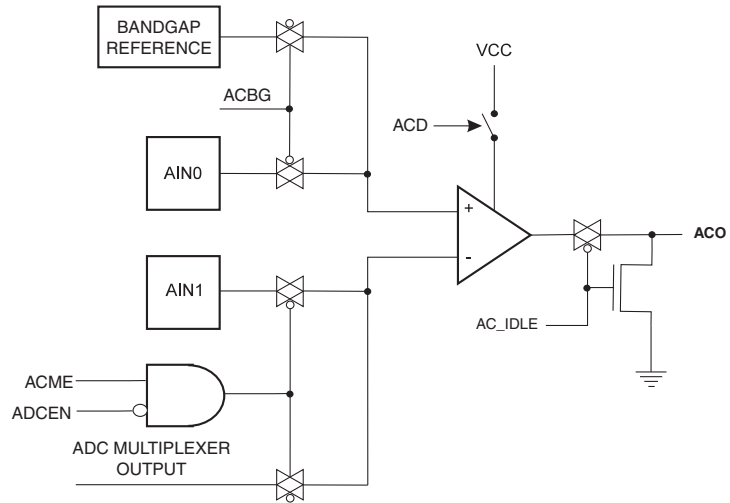 BANDGAP
REFERENCE
VCC
ACBG
ACD
AIN0
+
ACO
-
AIN1
AC_IDLE
ACME
ADCEN
ADC MULTIPLEXER
OUTPUT